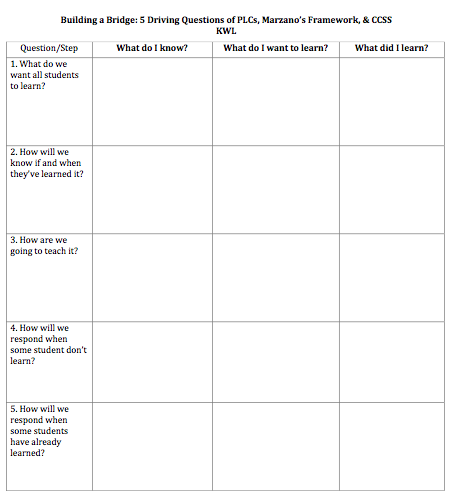 Building a Bridge: 5 Driving Questions of PLCs, Marzano's Framework, & CCSS
KWL
Question/Step
What do I know?
What do I want to learn?
What did I learn?
1. What do we
want all students
to learn?
2. How will we
know if and when
they've learned it?
3. How are we
going to teach it?
4. How will we
respond when
some student don't
learn?
5. How will we
respond when
some students
have already
learned?